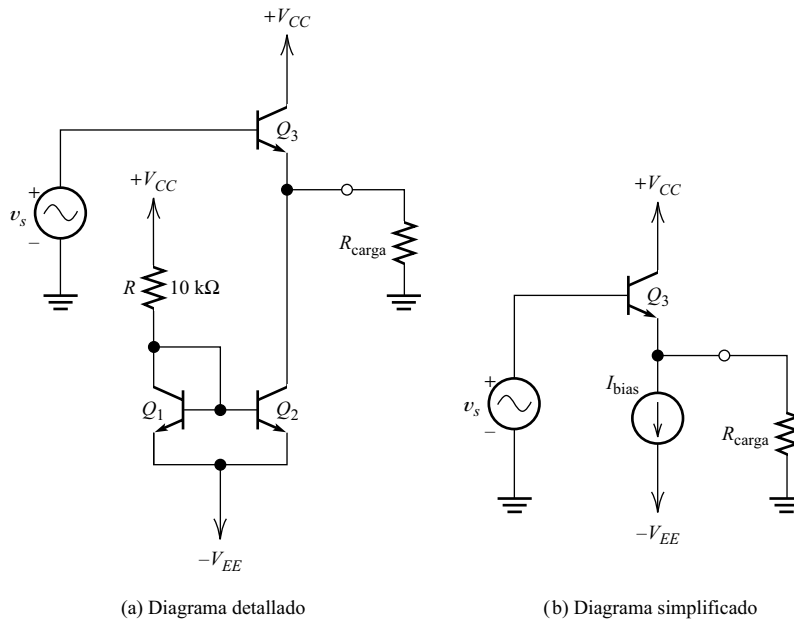 +V_CC
Q_3
+V_CC
+
v_s
–
R 10 kΩ
R_carga
Q_1
Q_2
–V_EE
(a) Diagrama detallado
+V_CC
Q_3
+
v_s
–
I_bias
R_carga
–V_EE
(b) Diagrama simplificado